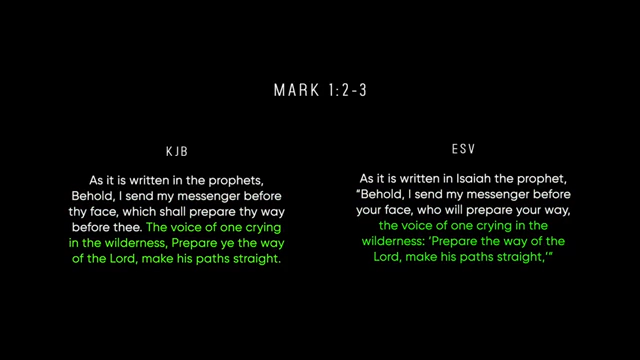 MARK 1:2-3
KJB
As it is written in the prophets,
Behold, I send my messenger before
thy face, which shall prepare thy way
before thee. The voice of one crying
in the wilderness, Prepare ye the way
of the Lord, make his paths straight.
ESV
As it is written in Isaiah the prophet,
“Behold, I send my messenger before
your face, who will prepare your way,
the voice of one crying in the
wilderness: ‘Prepare the way of the
Lord, make his paths straight,’”